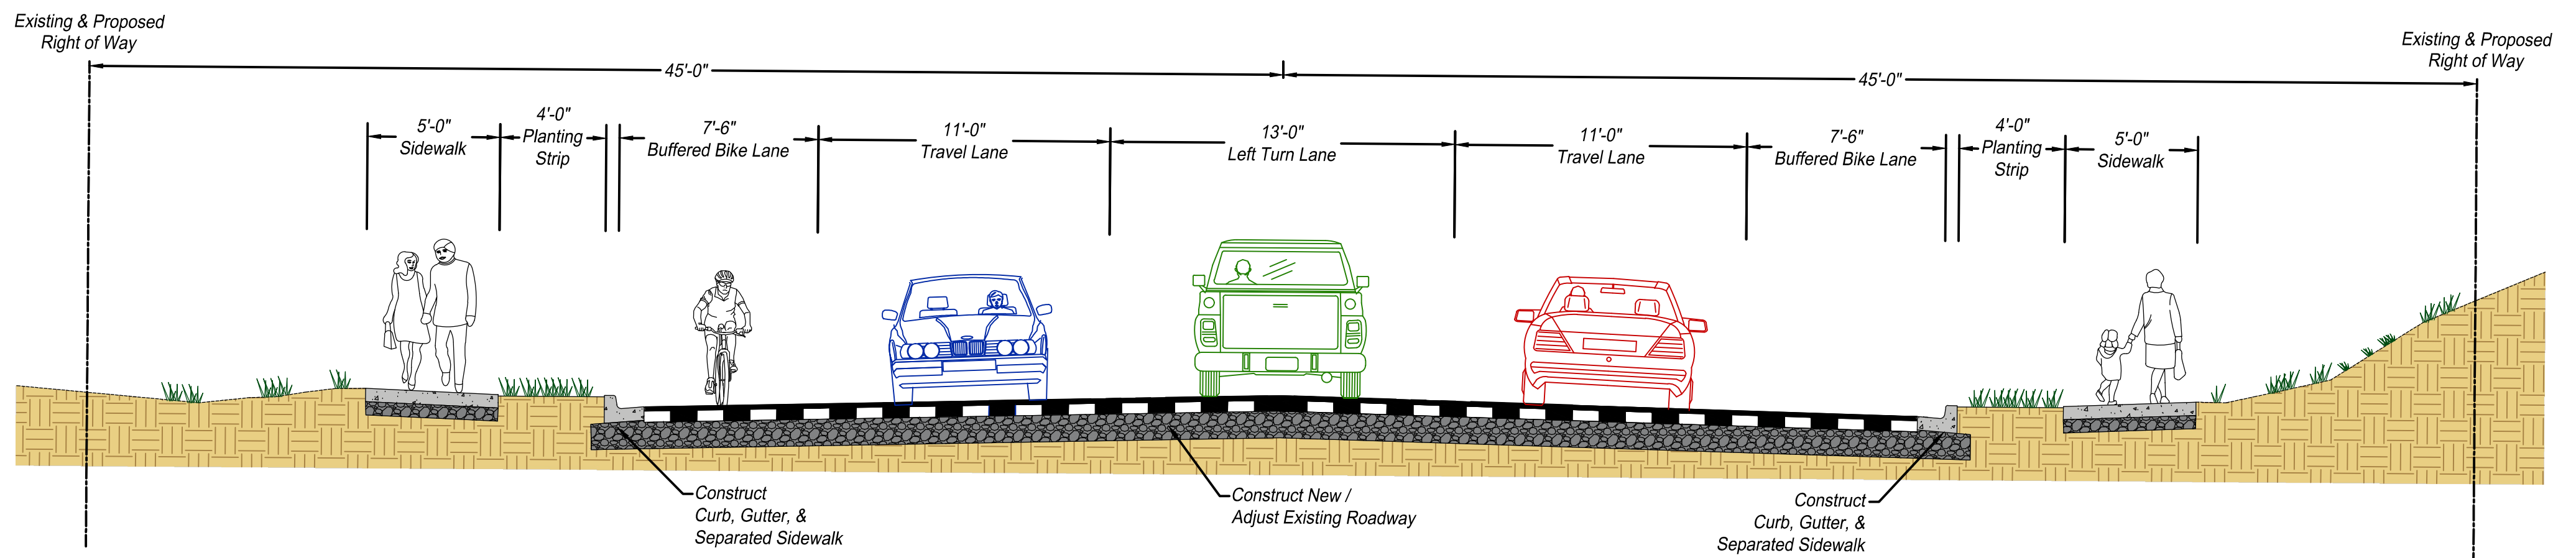 Existing & Proposed
Right of Way
Existing & Proposed
Right of Way
45'-0"
45'-0"
5'-0"
Sidewalk
4'-0"
Planting
Strip
7'-6"
Buffered Bike Lane
11'-0"
Travel Lane
13'-0"
Left Turn Lane
11'-0"
Travel Lane
7'-6"
Buffered Bike Lane
4'-0"
Planting
Strip
5'-0"
Sidewalk
Construct
Curb, Gutter, &
Separated Sidewalk
Construct New /
Adjust Existing Roadway
Construct
Curb, Gutter, &
Separated Sidewalk